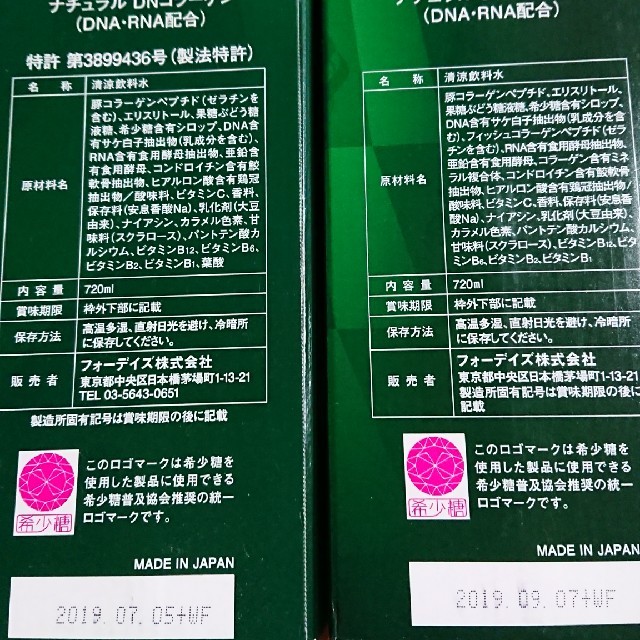 ナチュラル DNコラーゲン
(DNA・RNA配合)
特許 第3899436号(製法特許)
名 称
清涼飲料水
原材料名
豚コラーゲンペプチド(ゼラチンを
含む)、エリスリトール、果糖ぶどう糖
液糖、希少糖含有シロップ、DNA含
有サケ白子抽出物(乳成分を含む)、
RNA含有食用酵母抽出物、亜鉛含
有食用酵母、コンドロイチン含有鮫
軟骨抽出物、ヒアルロン酸含有鶏冠
抽出物/酸味料、ビタミンC、香料、
保存料(安息香酸Na)、乳化剤(大豆
由来)、ナイアシン、カラメル色素、甘
味料(スクラロース)、パントテン酸カ
ルシウム、ビタミンB12、ビタミンB6、
ビタミンB2、ビタミンB1、葉酸
内 容 量
720ml
賞味期限
枠外下部に記載
保存方法
高温多湿、直射日光を避け、冷暗所
に保存してください。
販 売 者
フォーデイズ株式会社
東京都中央区日本橋茅場町1-13-21
TEL 03-5643-0651
製造所固有記号は賞味期限の後に記載
希少糖
このロゴマークは希少糖を
使用した製品に使用できる
希少糖普及協会推奨の統一
ロゴマークです。
MADE IN JAPAN
2019.07.05+WF
(DNA・RNA配合)
名 称
清涼飲料水
原材料名
豚コラーゲンペプチド、エリスリトール、
果糖ぶどう糖液糖、希少糖含有シロップ、
DNA含有サケ白子抽出物(乳成分を含
む)、フィッシュコラーゲンペプチド(ゼラ
チンを含む)、RNA含有食用酵母抽出物、
亜鉛含有食用酵母、コラーゲン含有ミネ
ラル複合体、コンドロイチン含有鮫軟骨
抽出物、ヒアルロン酸含有鶏冠抽出物/
酸味料、ビタミンC、香料、保存料(安息香
酸Na)、ナイアシン、乳化剤(大豆由来)、
カラメル色素、パントテン酸カルシウム、
甘味料(スクラロース)、ビタミンB12、ビタ
ミンB6、ビタミンB2、ビタミンB1
内 容 量
720ml
賞味期限
枠外下部に記載
保存方法
高温多湿、直射日光を避け、冷暗所
に保存してください。
販 売 者
フォーデイズ株式会社
東京都中央区日本橋茅場町1-13-21
製造所固有記号は賞味期限の後に
記載
希少糖
このロゴマークは希少糖を
使用した製品に使用できる
希少糖普及協会推奨の統一
ロゴマークです。
MADE IN JAPAN
2019.09.07+WF